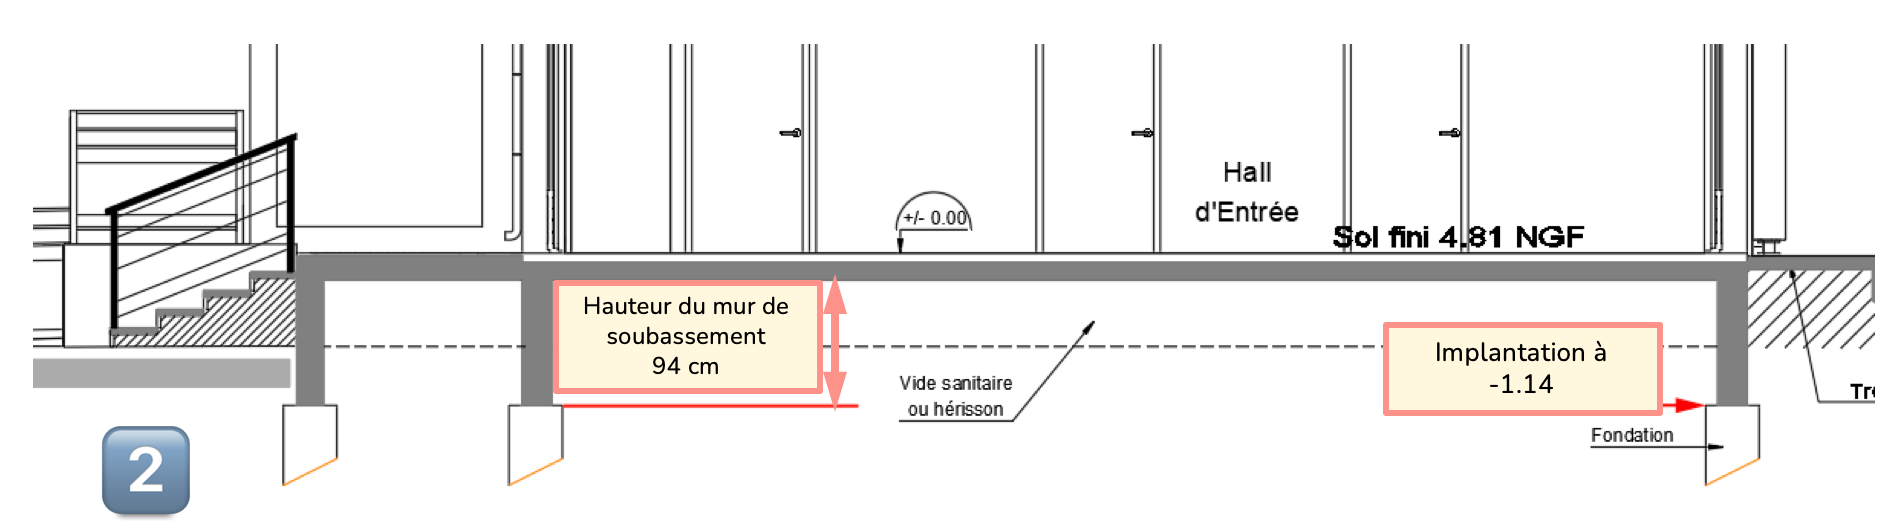 Hall
d'Entrée
+/- 0.00
Sol fini 4.81 NGF
Hauteur du mur de
soubassement
94 cm
Implantation à
-1.14
Vide sanitaire
ou hérisson
Fondation
2